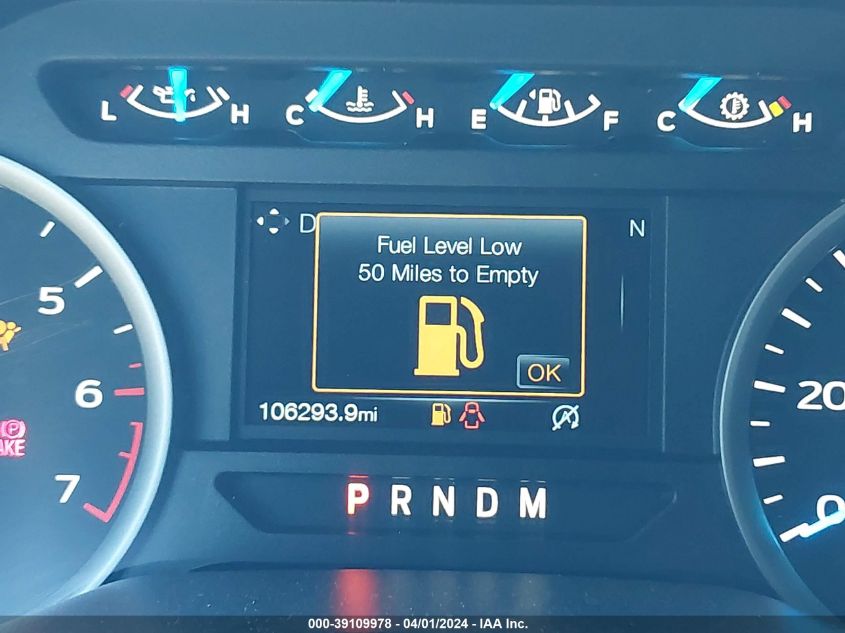 L H C H E F C H
D N
Fuel Level Low
50 Miles to Empty
OK
106293.9mi
5
6
7
P
AKE
20
0
P R N D M
000-39109978 - 04/01/2024 - IAA Inc.